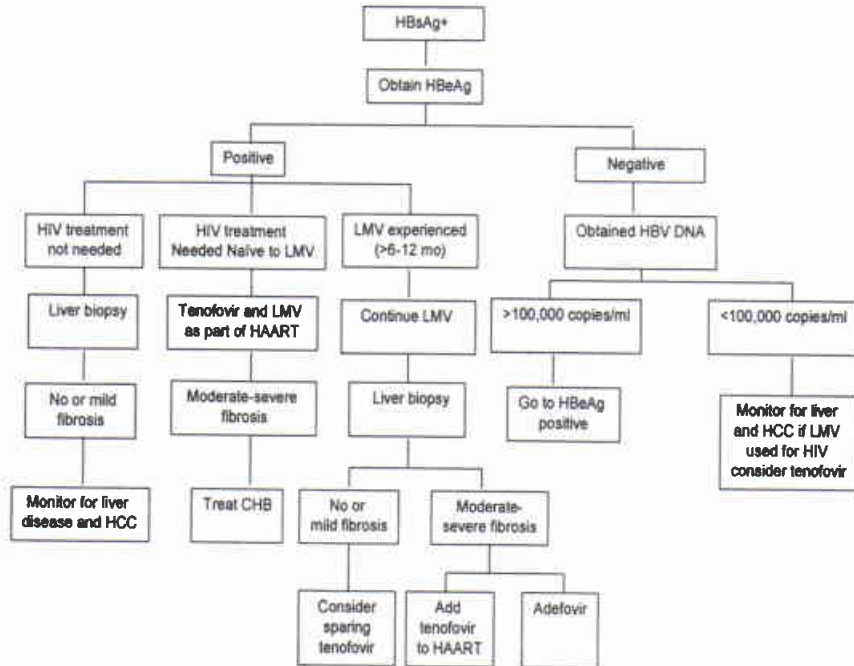 HBsAg+
Obtain HBeAg
Positive
Negative
HIV treatment
not needed
HIV treatment
Needed Naïve to LMV
LMV experienced
(>6-12 mo)
Obtained HBV DNA
Liver biopsy
Tenofovir and LMV
as part of HAART
Continue LMV
>100,000 copies/ml
<100,000 copies/ml
No or mild
fibrosis
Moderate-severe
fibrosis
Liver biopsy
Go to HBeAg
positive
Monitor for liver
and HCC if LMV
used for HIV
consider tenofovir
Monitor for liver
disease and HCC
Treat CHB
No or
mild fibrosis
Moderate-
severe fibrosis
Consider
sparing
tenofovir
Add
tenofovir
to HAART
Adefovir